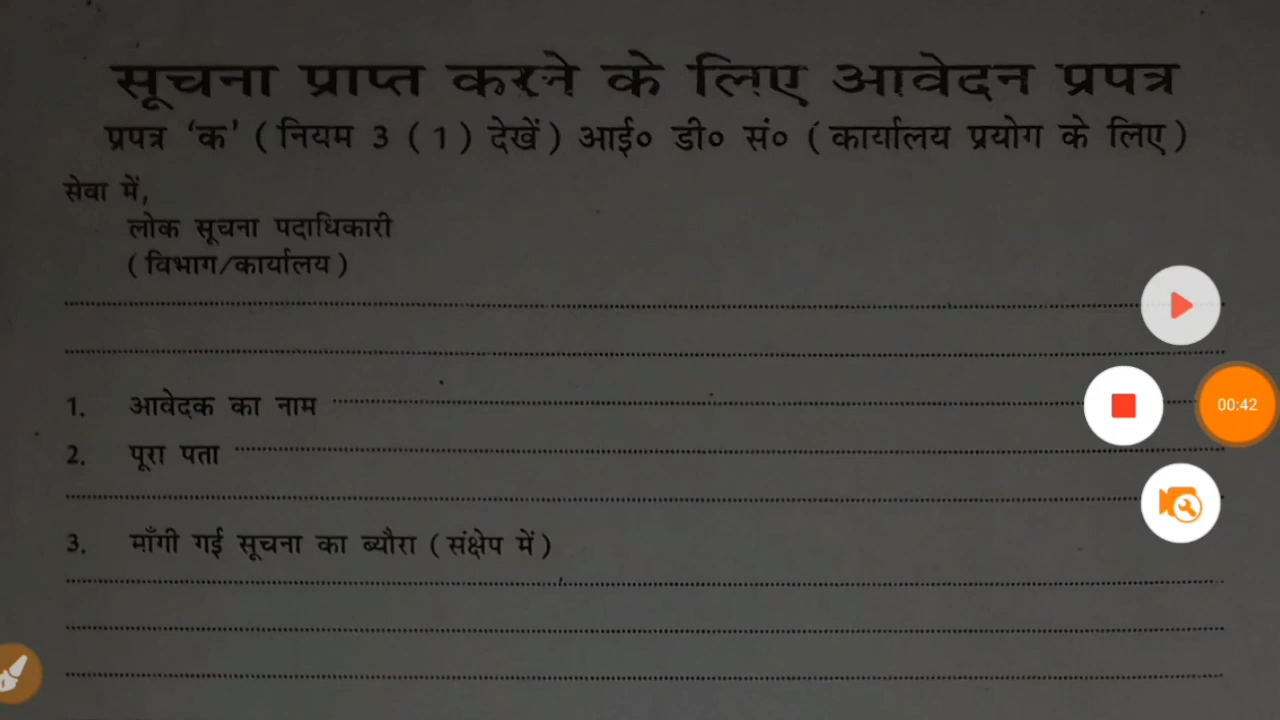 सूचना प्राप्त करने के लिए आवेदन प्रपत्र
प्रपत्र ‘क’ ( नियम 3 ( 1 ) देखें ) आई० डी० सं० ( कार्यालय प्रयोग के लिए )
सेवा में,
लोक सूचना पदाधिकारी
( विभाग/कार्यालय )
1. आवेदक का नाम
2. पूरा पता
3. माँगी गई सूचना का ब्यौरा ( संक्षेप में )
00:42